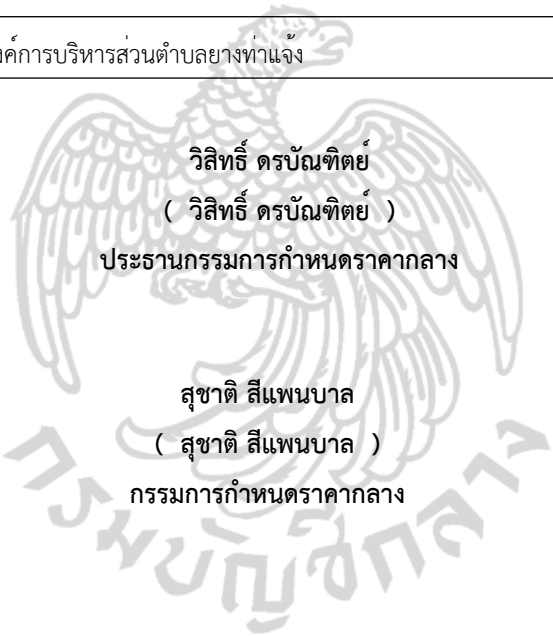 งค์การบริหารส่วนตำบลยางท่าแจ้ง
วิสิทธิ์ ดรบัณฑิตย์
( วิสิทธิ์ ดรบัณฑิตย์ )
ประธานกรรมการกำหนดราคากลาง
สุชาติ สีแพนบาล
( สุชาติ สีแพนบาล )
กรรมการกำหนดราคากลาง
กรมบัญชีกลาง